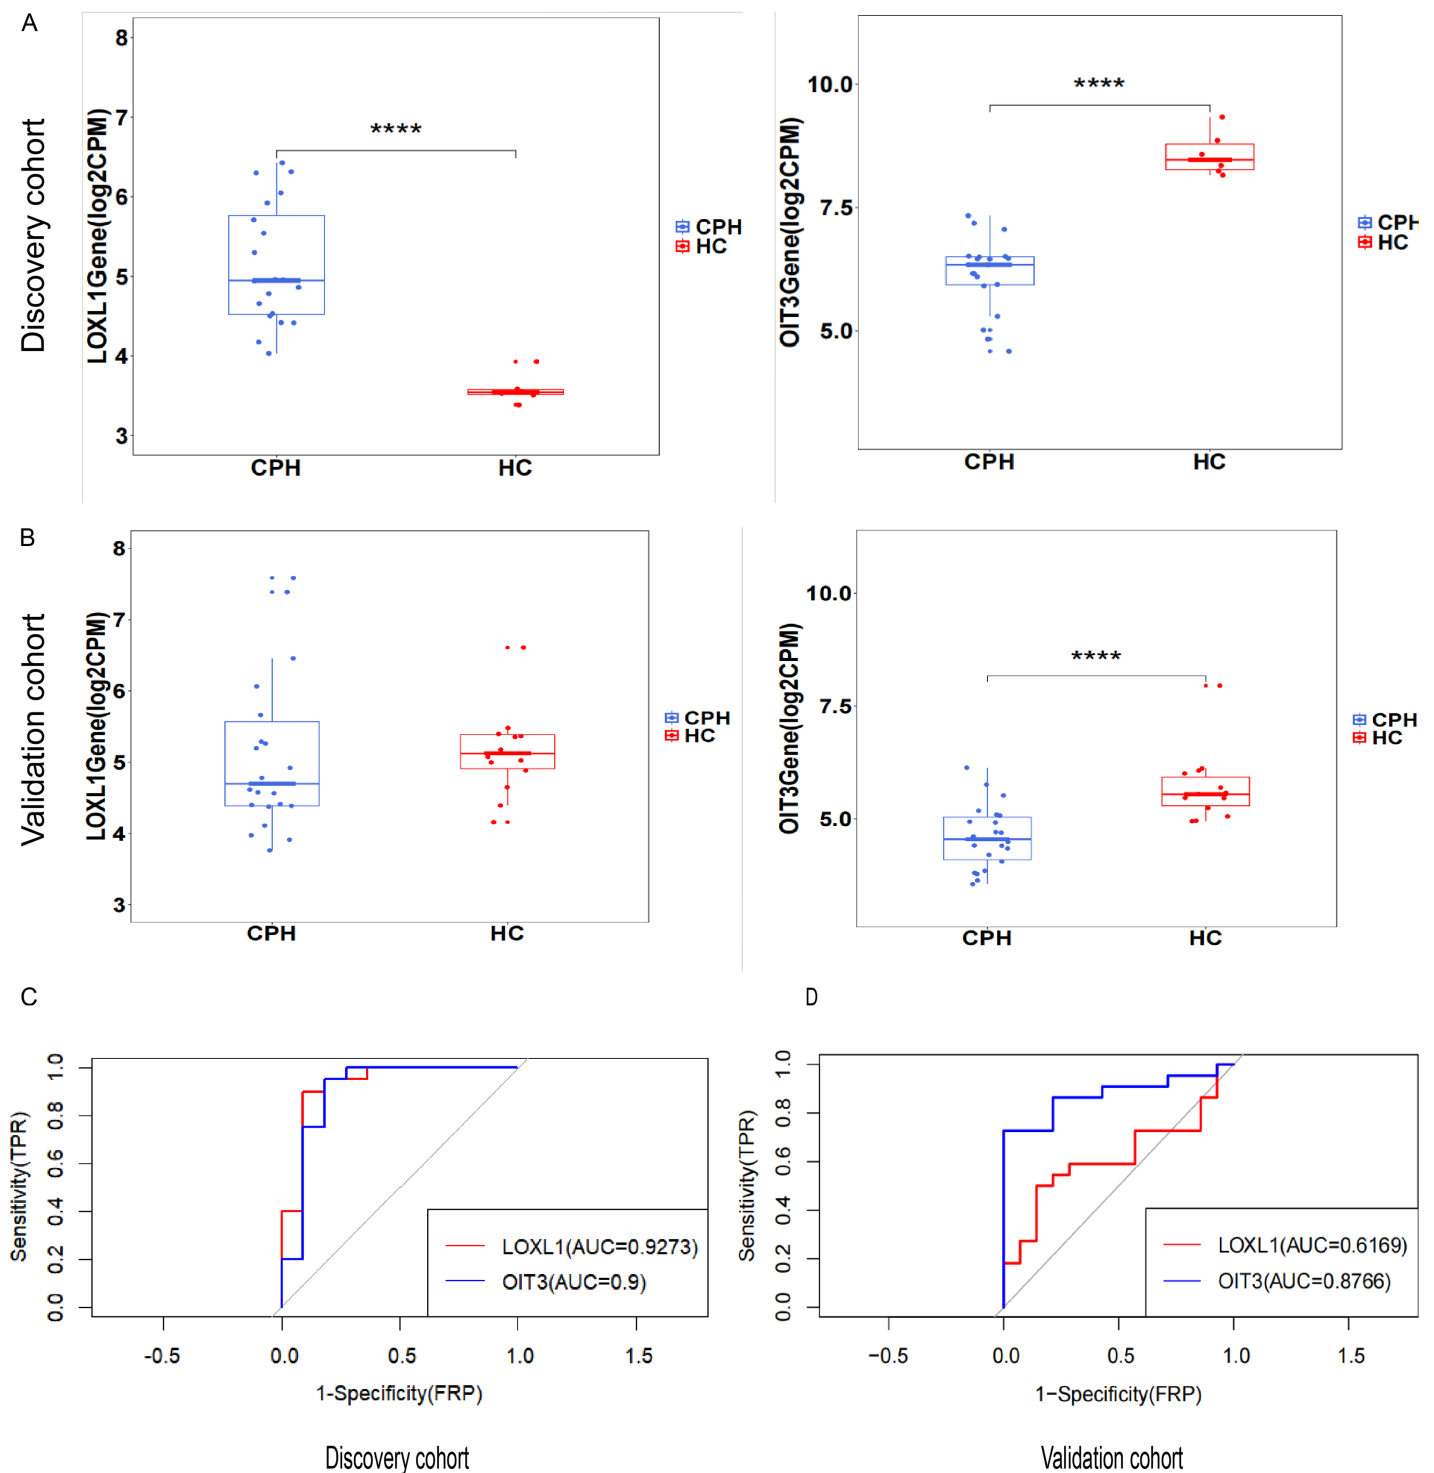 A
Discovery cohort
LOXL1Gene(log2CPM)
8
7
6
5
4
3
****
CPH
HC
CPH
HC
OIT3Gene(log2CPM)
10.0
7.5
5.0
****
CPH
HC
CPH
HC
B
Validation cohort
LOXL1Gene(log2CPM)
8
7
6
5
4
3
CPH
HC
CPH
HC
OIT3Gene(log2CPM)
10.0
7.5
5.0
****
CPH
HC
CPH
HC
C
Sensitivity(TPR)
1.0
0.8
0.6
0.4
0.2
0.0
LOXL1(AUC=0.9273)
OIT3(AUC=0.9)
-0.5 0.0 0.5 1.0 1.5
1-Specificity(FRP)
Discovery cohort
D
Sensitivity(TPR)
1.0
0.8
0.6
0.4
0.2
0.0
LOXL1(AUC=0.6169)
OIT3(AUC=0.8766)
−0.5 0.0 0.5 1.0 1.5
1−Specificity(FRP)
Validation cohort